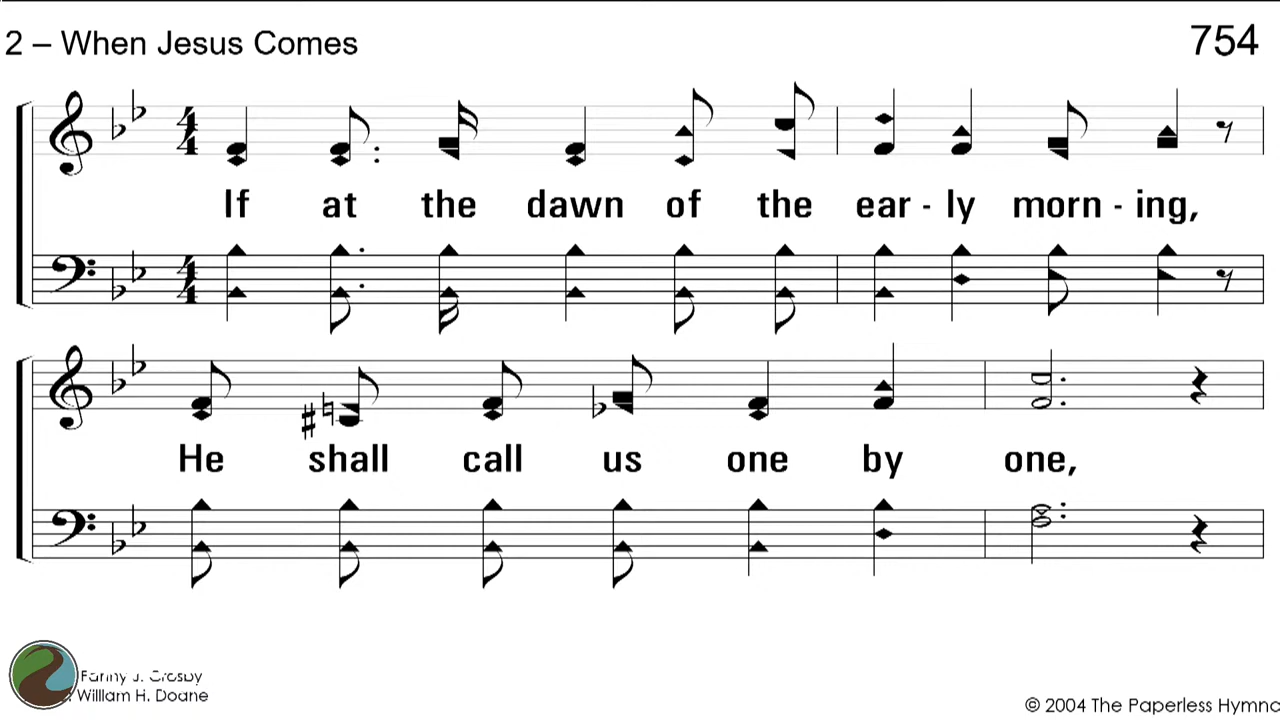 2 – When Jesus Comes
754
If at the dawn of the ear - ly morn - ing,
He shall call us one by one,
Fanny J. Crosby
William H. Doane
© 2004 The Paperless Hymn